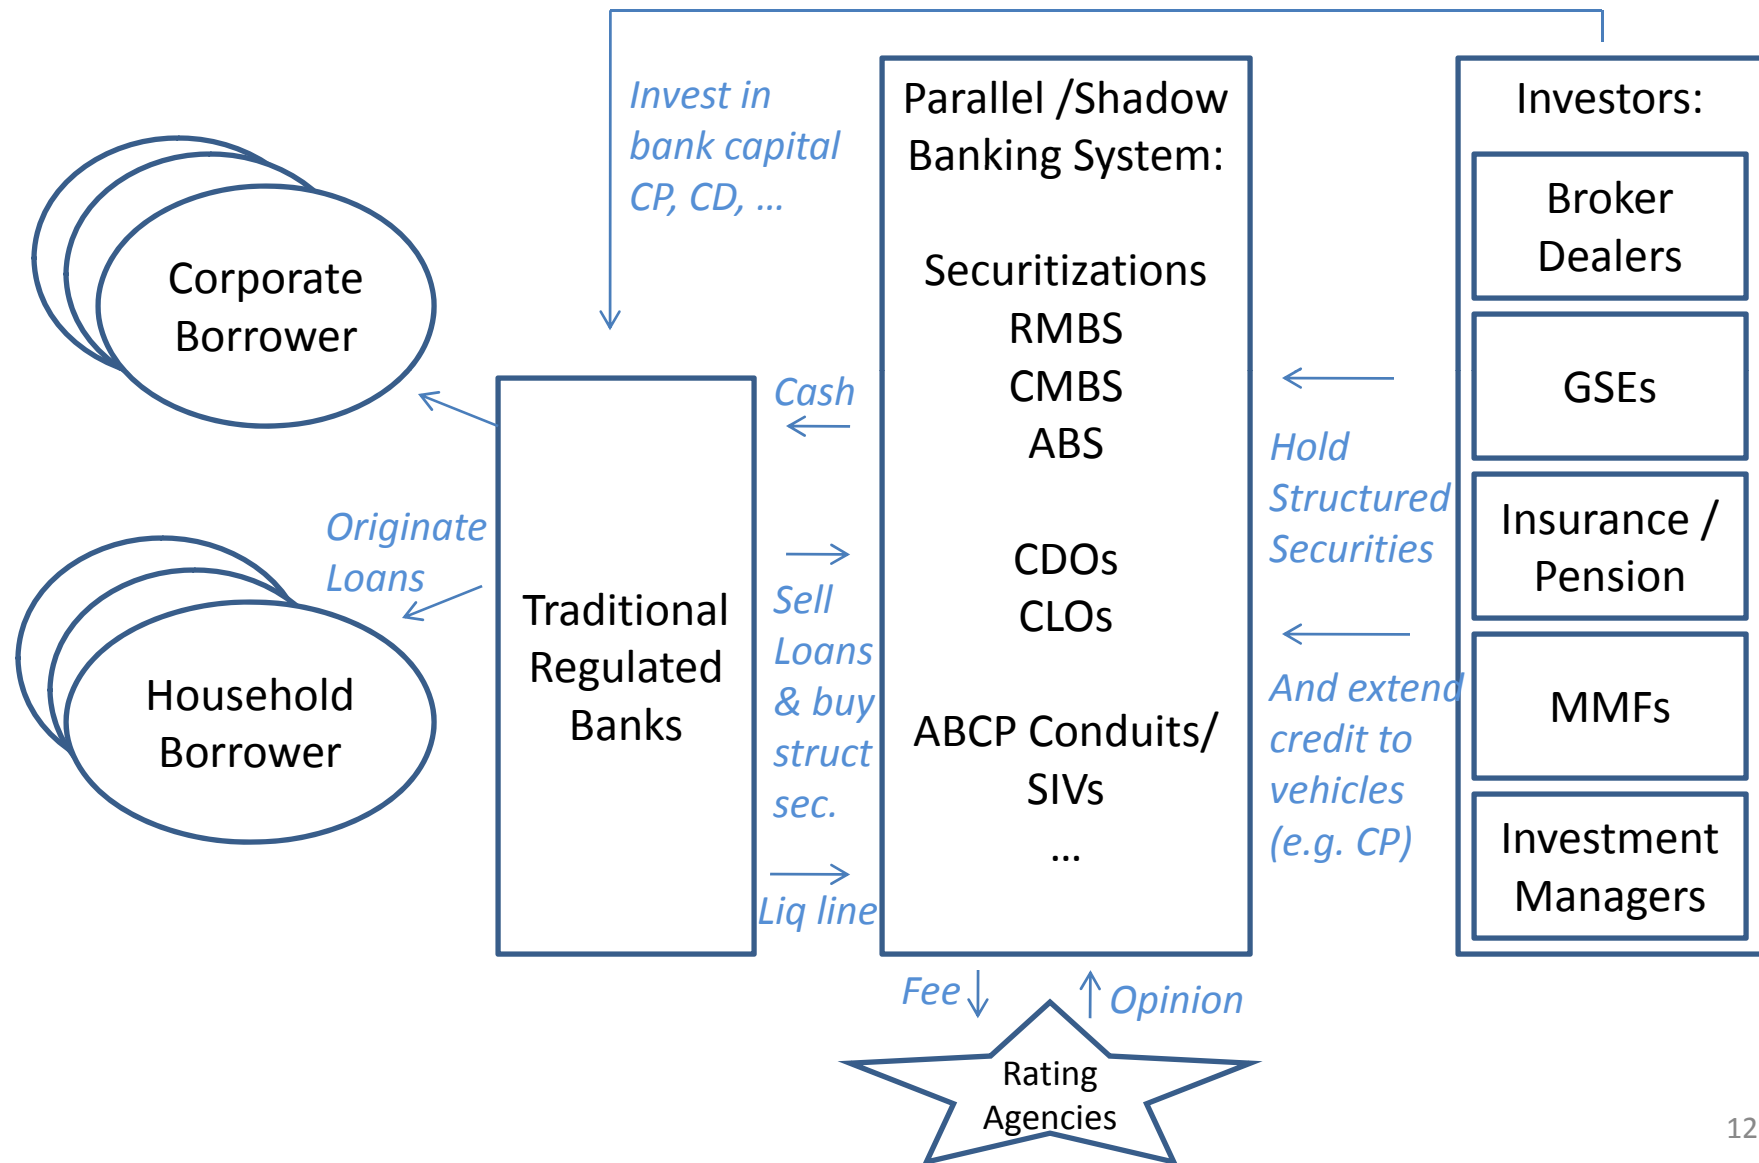 Invest in
bank capital
CP, CD, ...
Parallel /Shadow
Banking System:
Securitizations
RMBS
CMBS
ABS
CDOs
CLOs
ABCP Conduits/
SIVs
...
Investors:
Broker
Dealers
GSEs
Insurance /
Pension
MMFs
Investment
Managers
Corporate
Borrower
Originate
Loans
Household
Borrower
Traditional
Regulated
Banks
Cash
Sell
Loans
& buy
struct
sec.
Liq line
Hold
Structured
Securities
And extend
credit to
vehicles
(e.g. CP)
Fee
Opinion
Rating
Agencies
12